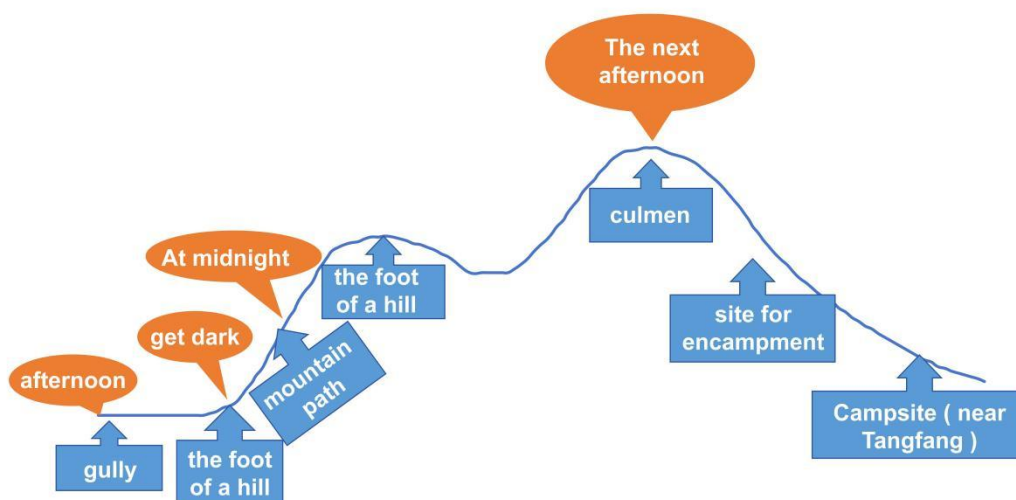 The next
afternoon
culmen
At midnight
the foot
of a hill
get dark
mountain
path
site for
encampment
afternoon
Campsite ( near
Tangfang )
gully
the foot
of a hill